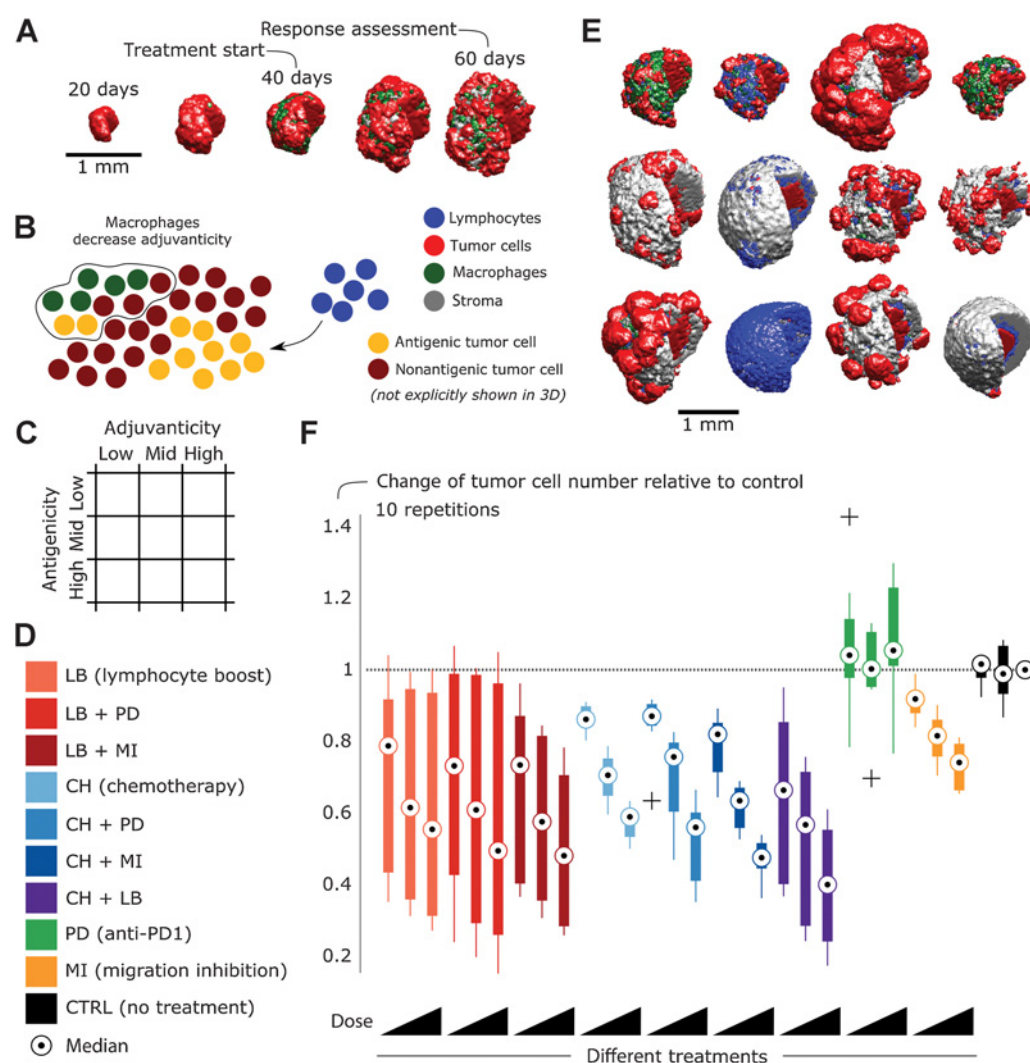 A
Response assessment
Treatment start
20 days
40 days
60 days
1 mm
B
Macrophages
decrease adjuvanticity
Lymphocytes
Tumor cells
Macrophages
Stroma
Antigenic tumor cell
Nonantigenic tumor cell
(not explicitly shown in 3D)
C
Adjuvanticity
Low Mid High
Antigenicity
High Mid Low
D
LB (lymphocyte boost)
LB + PD
LB + MI
CH (chemotherapy)
CH + PD
CH + MI
CH + LB
PD (anti-PD1)
MI (migration inhibition)
CTRL (no treatment)
Median
E
1 mm
F
Change of tumor cell number relative to control
10 repetitions
1.4
1.2
1
0.8
0.6
0.4
0.2
Dose
Different treatments